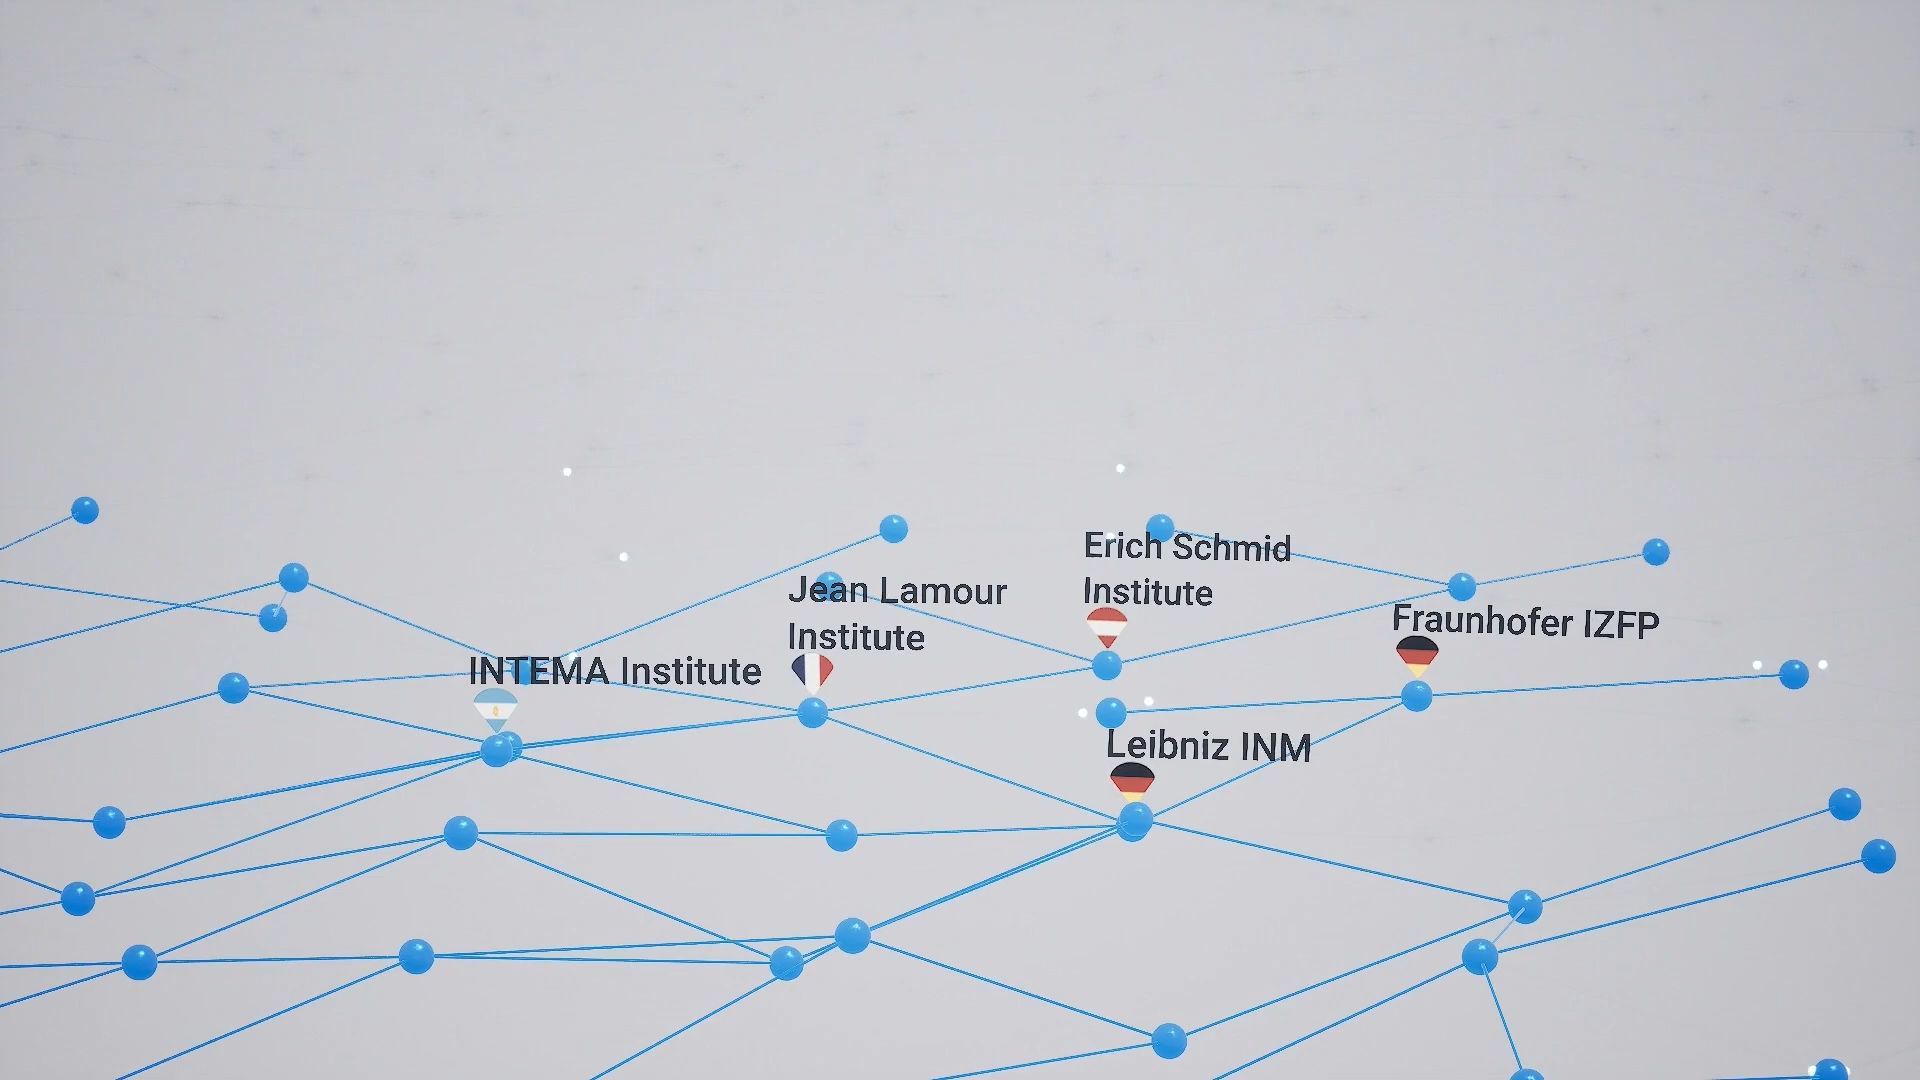 Erich Schmid
Institute
Jean Lamour
Institute
Fraunhofer IZFP
INTEMA Institute
Leibniz INM